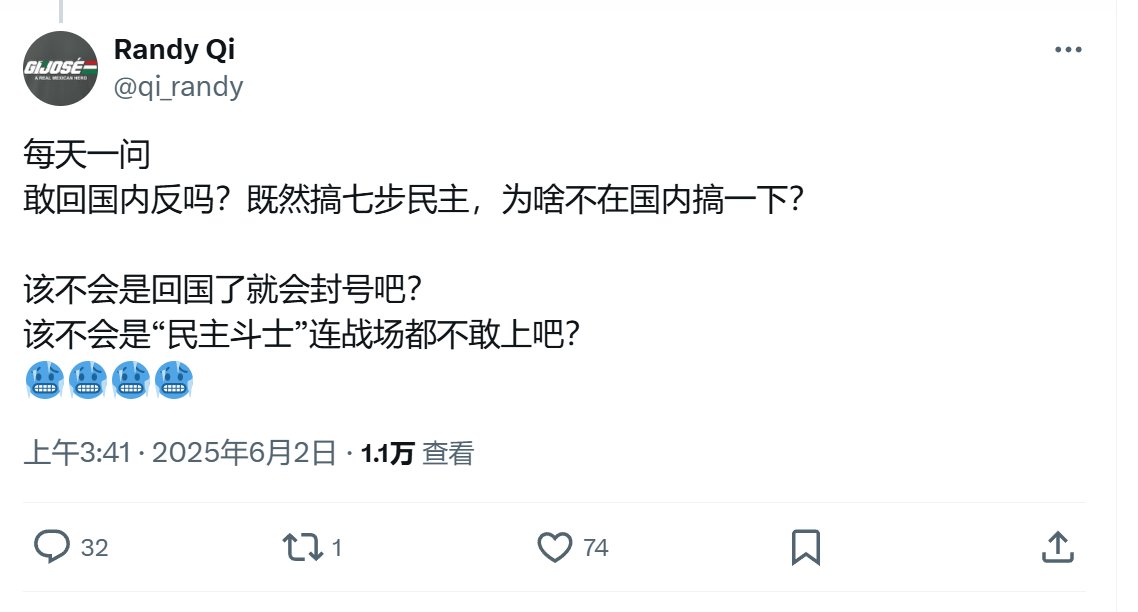 GIJOSÉ
A REAL MEXICAN HERO
Randy Qi
@qi_randy
每天一问
敢回国内反吗？既然搞七步民主，为啥不在国内搞一下？
该不会是回国了就会封号吧？
该不会是“民主斗士”连战场都不敢上吧？
🥶🥶🥶🥶
上午3:41 · 2025年6月2日 · 1.1万 查看
32 1 74